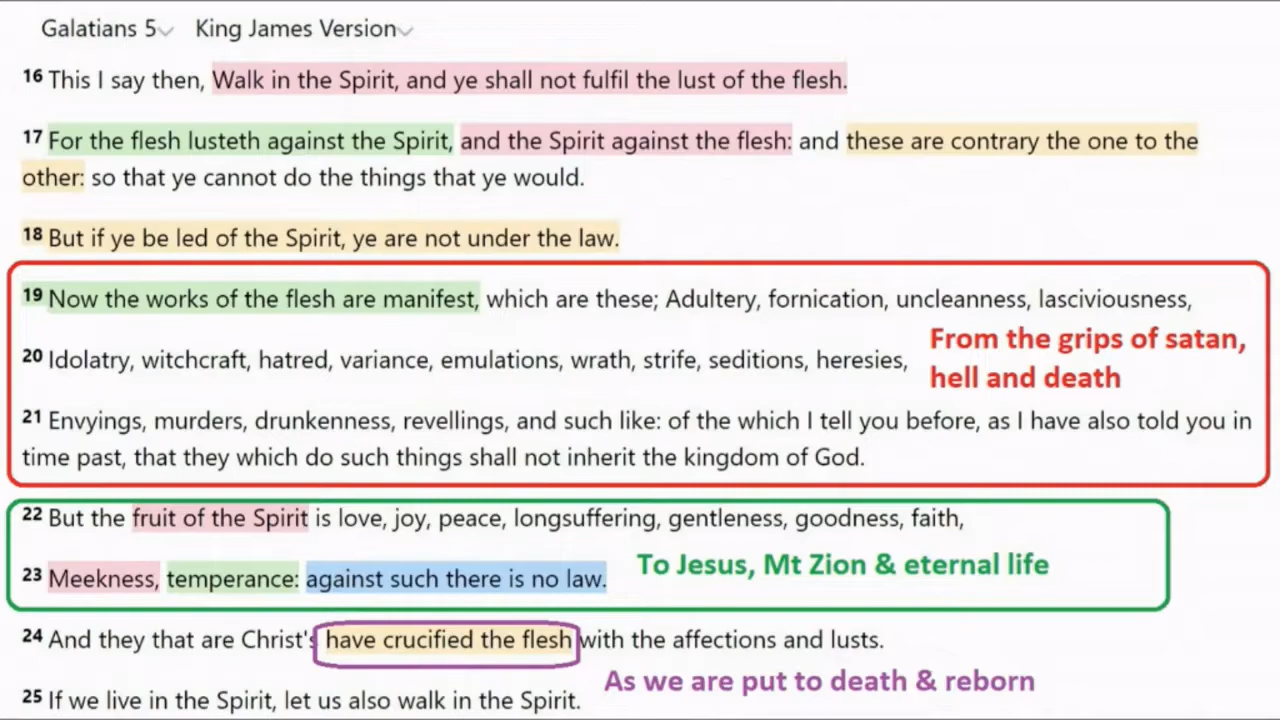 Galatians 5 King James Version
16 This I say then, Walk in the Spirit, and ye shall not fulfil the lust of the flesh.
17 For the flesh lusteth against the Spirit, and the Spirit against the flesh: and these are contrary the one to the
other: so that ye cannot do the things that ye would.
18 But if ye be led of the Spirit, ye are not under the law.
19 Now the works of the flesh are manifest, which are these; Adultery, fornication, uncleanness, lasciviousness,
From the grips of satan,
20 Idolatry, witchcraft, hatred, variance, emulations, wrath, strife, seditions, heresies,
hell and death
21 Envyings, murders, drunkenness, revellings, and such like: of the which I tell you before, as I have also told you in
time past, that they which do such things shall not inherit the kingdom of God.
22 But the fruit of the Spirit is love, joy, peace, longsuffering, gentleness, goodness, faith,
23 Meekness, temperance: against such there is no law.
To Jesus, Mt Zion & eternal life
24 And they that are Christ's have crucified the flesh with the affections and lusts.
As we are put to death & reborn
25 If we live in the Spirit, let us also walk in the Spirit.